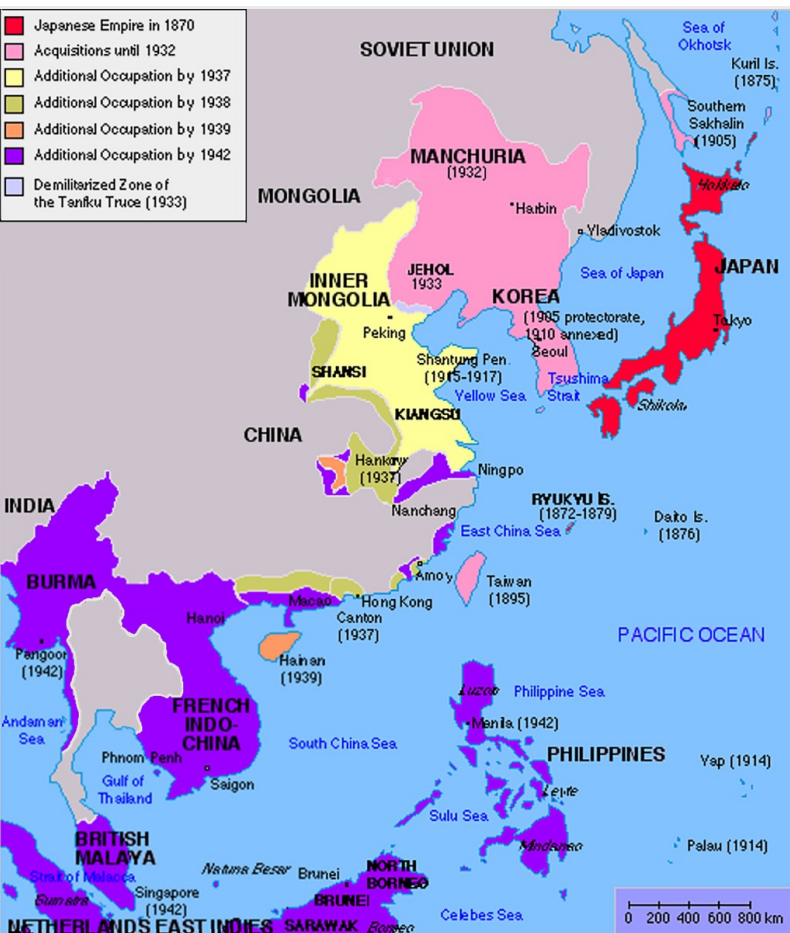 Japanese Empire in 1870
Acquisitions until 1932
Additional Occupation by 1937
Additional Occupation by 1938
Additional Occupation by 1939
Additional Occupation by 1942
Demilitarized Zone of
the Tanfku Truce (1933)
SOVIET UNION
Sea of
Okhotsk
Kuril Is.
(1875)
Southern
Sakhalin
(1905)
MANCHURIA
(1932)
Hokkaido
MONGOLIA
Harbin
Vladivostok
JAPAN
Sea of Japan
JEHOL
1933
INNER
MONGOLIA
KOREA
(1905 protectorate,
1910 annexed)
Tokyo
Peking
Seoul
Shantung Pen.
(1915-1917)
SHANSI
Tsushima
Strait
Yellow Sea
Shikoku
KIANGSU
CHINA
Hankow
(1937)
Ningpo
INDIA
Nanchang
RYUKYU IS.
(1872-1879)
Daito Is.
(1876)
East China Sea
BURMA
Amoy
Taiwan
(1895)
Macao
Hong Kong
Hanoi
Canton
(1937)
PACIFIC OCEAN
Pangoor
(1942)
Hainan
(1939)
Luzon
Philippine Sea
FRENCH
INDO-
CHINA
Andaman
Sea
Manila (1942)
South China Sea
PHILIPPINES
Phnom Penh
Yap (1914)
Gulf of
Thailand
Saigon
Leyte
Sulu Sea
BRITISH
MALAYA
Mindanao
Palau (1914)
Strait of Malacca
Natuna Besar
Brunei
NORTH
BORNEO
Singapore
(1942)
Sumatra
BRUNEI
Celebes Sea
0 200 400 600 800 km
NETHERLANDS EAST INDIES
SARAWAK
Borneo